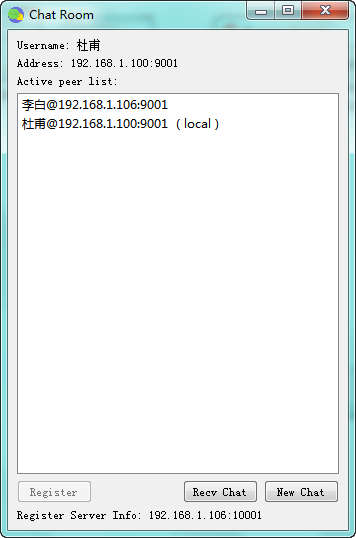 Chat Room
Username: 杜甫
Address: 192.168.1.100:9001
Active peer list:
李白@192.168.1.106:9001
杜甫@192.168.1.100:9001 （local）
Register Recv Chat New Chat
Register Server Info: 192.168.1.106:10001